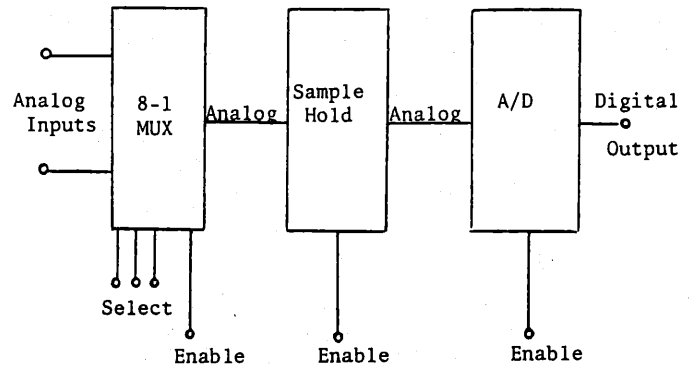 Analog
Inputs
8-1
MUX
Analog
Sample
Hold
Analog
A/D
Digital
Output
Select
Enable
Enable
Enable